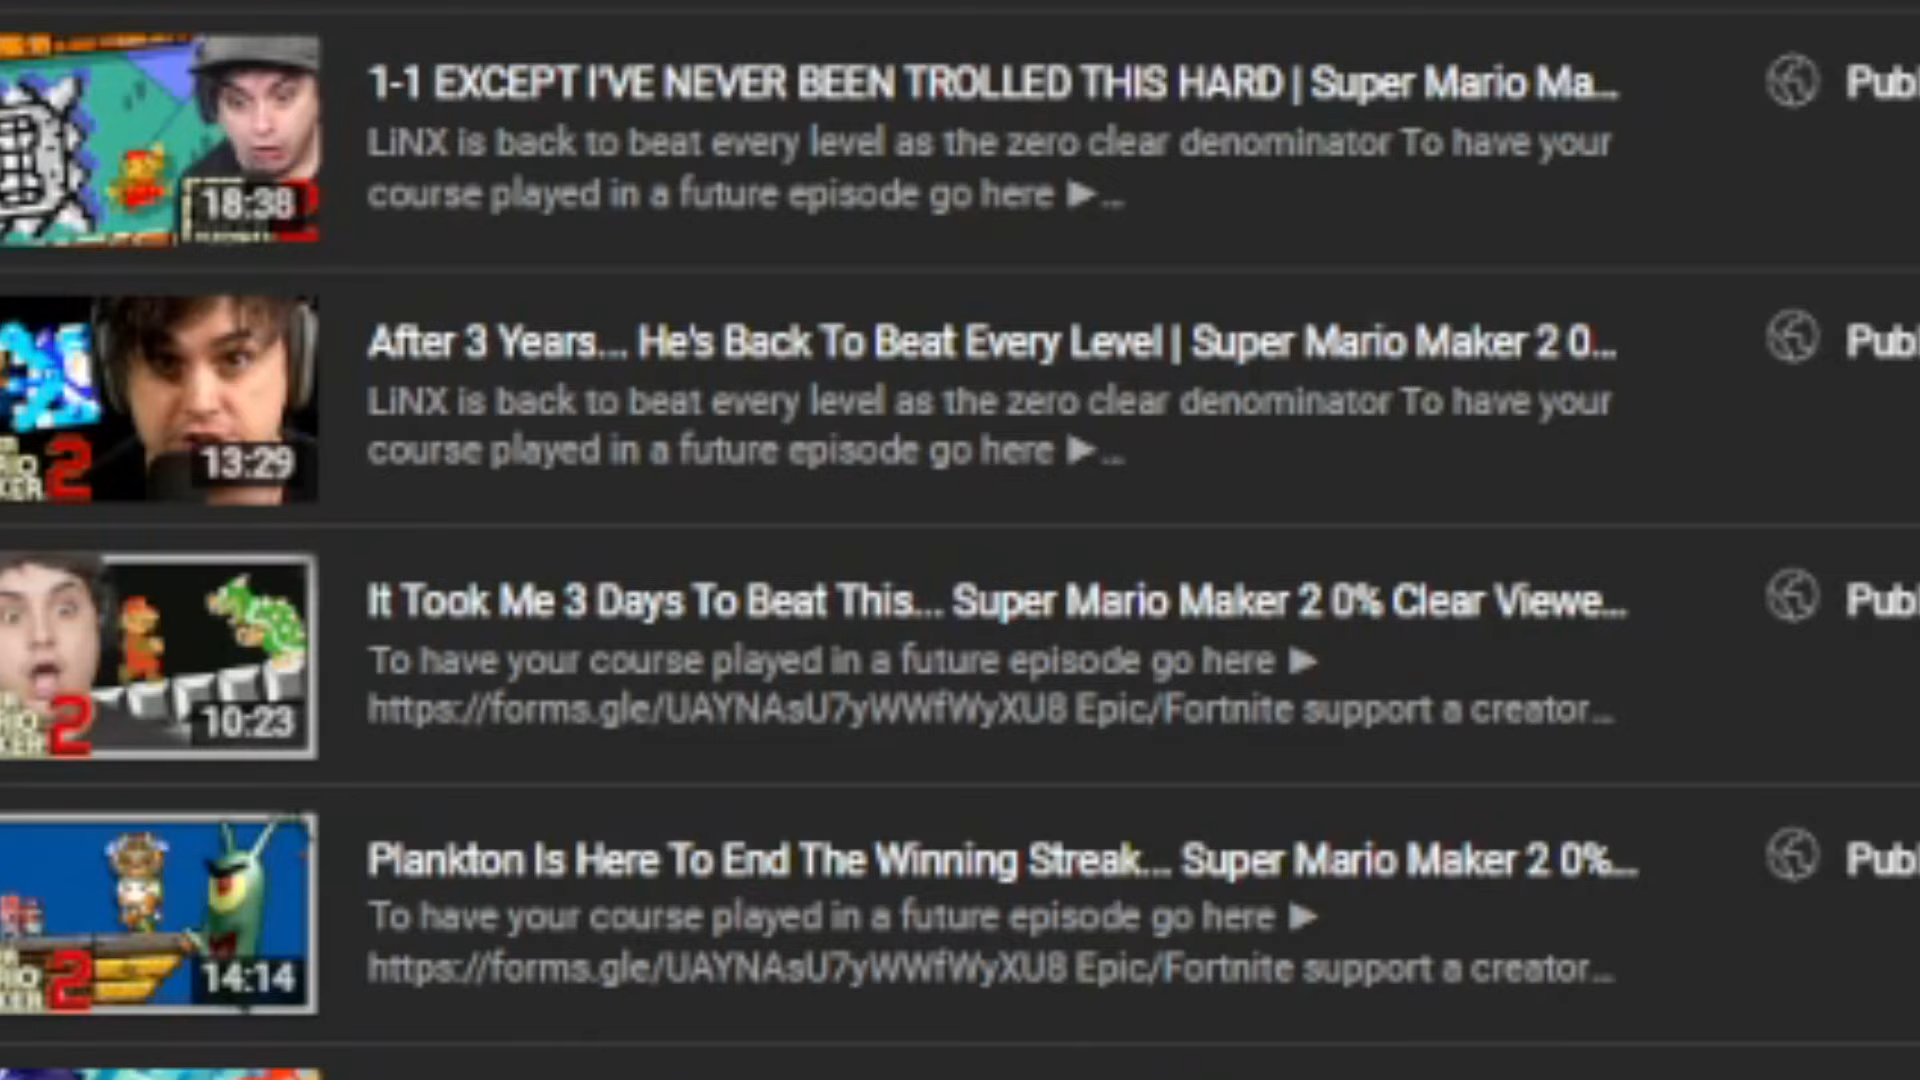 1-1 EXCEPT I'VE NEVER BEEN TROLLED THIS HARD | Super Mario Ma...
Publ
LiNX is back to beat every level as the zero clear denominator To have your
course played in a future episode go here ▶...
18:38
After 3 Years... He's Back To Beat Every Level | Super Mario Maker 2 0...
Publ
LiNX is back to beat every level as the zero clear denominator To have your
course played in a future episode go here ▶...
13:29
2
It Took Me 3 Days To Beat This... Super Mario Maker 2 0% Clear Viewe...
Publ
To have your course played in a future episode go here ▶
https://forms.gle/UAYNAsU7yWWfWyXU8 Epic/Fortnite support a creator...
10:23
2
Plankton Is Here To End The Winning Streak... Super Mario Maker 2 0%...
Publ
To have your course played in a future episode go here ▶
https://forms.gle/UAYNAsU7yWWfWyXU8 Epic/Fortnite support a creator...
14:14
2